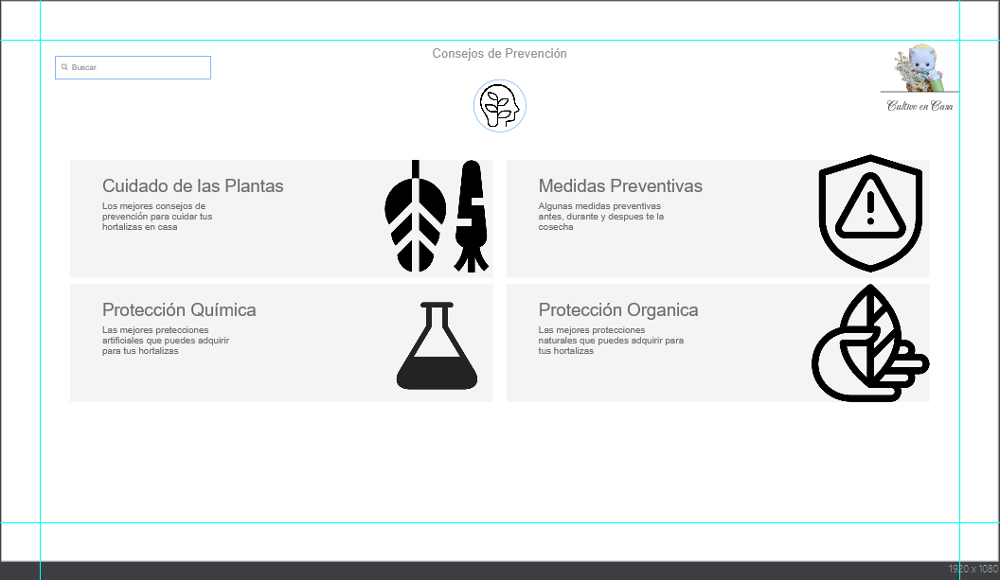 Consejos de Prevención
Buscar
Cultivo en Casa
Cuidado de las Plantas
Los mejores consejos de
prevención para cuidar tus
hortalizas en casa
Medidas Preventivas
Algunas medidas preventivas
antes, durante y despues te la
cosecha
Protección Química
Las mejores pretecciones
artificiales que puedes adquirir
para tus hortalizas
Protección Organica
Las mejores protecciones
naturales que puedes adquirir para
tus hortalizas
1920 x 1080